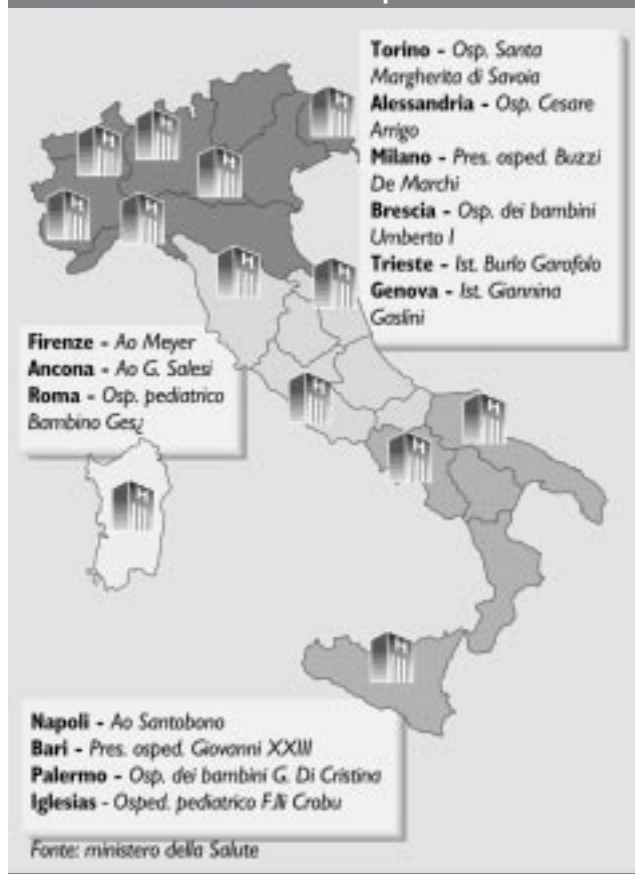 Torino - Osp. Santa
Margherita di Savoia
Alessandria - Osp. Cesare
Arrigo
Milano - Pres. osped. Buzzi
De Marchi
Brescia - Osp. dei bambini
Umberto I
Trieste - Ist. Burlo Garofolo
Genova - Ist. Giannina
Gaslini
Firenze - Ao Meyer
Ancona - Ao G. Salesi
Roma - Osp. pediatrico
Bambino Ges¿
Napoli - Ao Santobono
Bari - Pres. osped. Giovanni XXIII
Palermo - Osp. dei bambini G. Di Cristina
Iglesias - Osped. pediatrico F.lli Crobu
Fonte: ministero della Salute